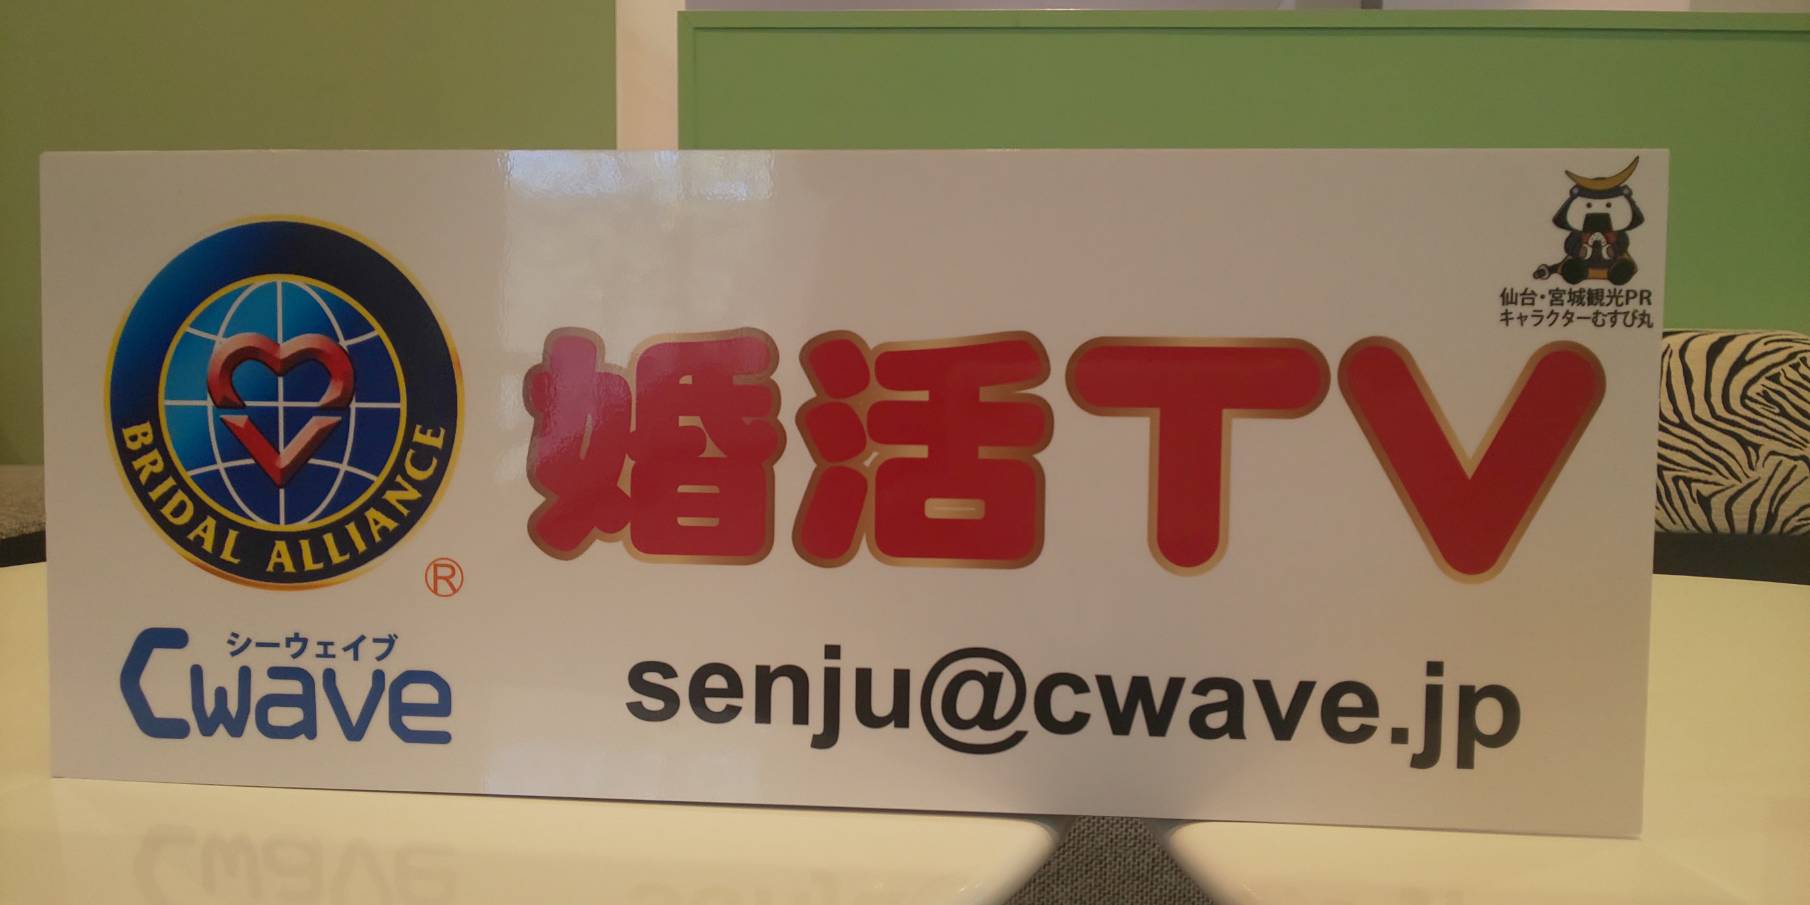 仙台・宮城観光PR
キャラクターむすび丸
BRIDAL ALLIANCE
®
婚活TV
シーウェイブ
Cwave
senju@cwave.jp